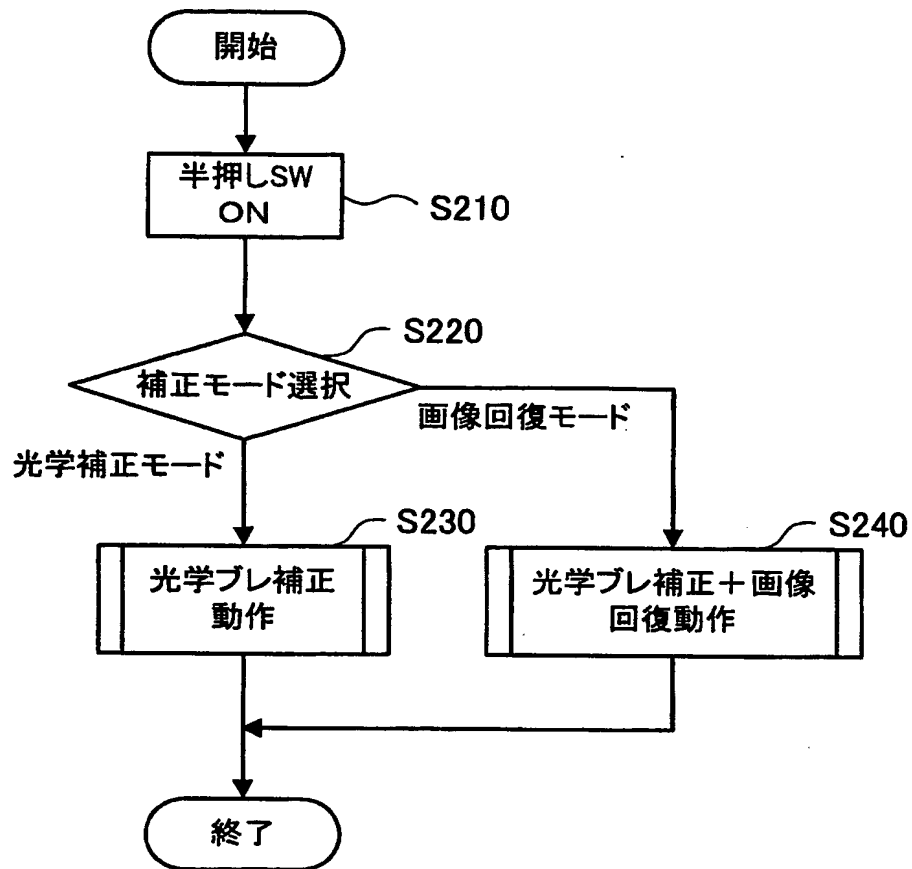 開始
半押しSW
ON
S210
S220
補正モード選択
画像回復モード
光学補正モード
S230
光学ブレ補正
動作
S240
光学ブレ補正＋画像
回復動作
終了